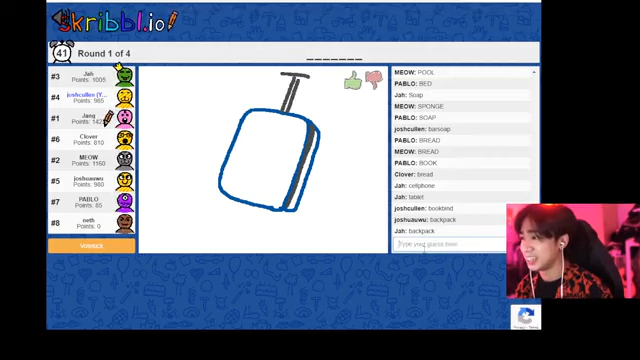 skribbl.io
41
Round 1 of 4
_ _ _ _ _ _ _
#3
Jah
Points: 1005
#4
joshcullen (Y...
Points: 985
#1
Jang
#6
Clover
Points: 810
#2
MEOW
Points: 1160
#5
joshuauwu
Points: 980
#7
PABLO
Points: 85
#8
neth
Points: 0
MEOW: POOL
PABLO: BED
Jah: Soap
MEOW: SPONGE
PABLO: SOAP
joshcullen: barsoap
PABLO: BREAD
MEOW: BREAD
PABLO: BOOK
Clover: bread
Jah: cellphone
Jah: tablet
joshcullen: bookbind
joshuauwu: backpack
Jah: backpack
Type your guess here